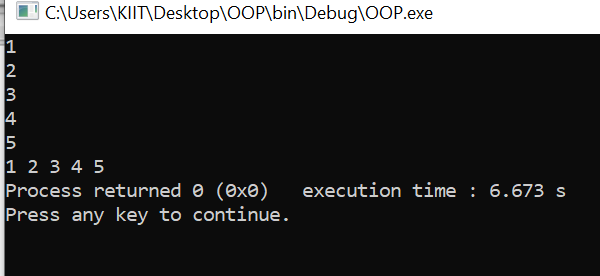 C:\Users\KIIT\Desktop\OOP\bin\Debug\OOP.exe
1
2
3
4
5
1 2 3 4 5
Process returned 0 (0x0)   execution time : 6.673 s
Press any key to continue.